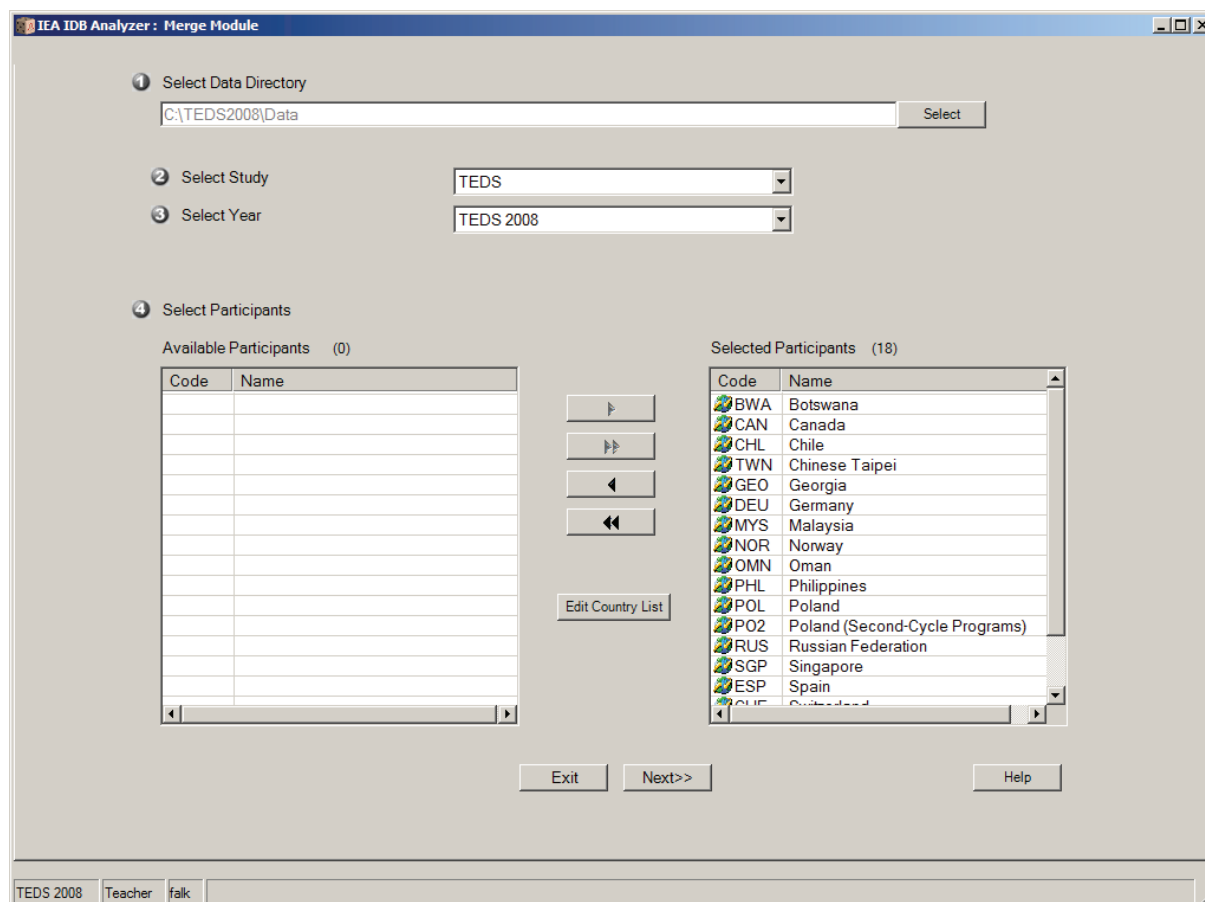 IEA IDB Analyzer : Merge Module
1 Select Data Directory
C:\TEDS2008\Data Select
2 Select Study TEDS
3 Select Year TEDS 2008
4 Select Participants
Available Participants (0) Selected Participants (18)
Code Name Code Name
BWA Botswana
CAN Canada
CHL Chile
TWN Chinese Taipei
GEO Georgia
DEU Germany
MYS Malaysia
NOR Norway
OMN Oman
PHL Philippines
Edit Country List
POL Poland
PO2 Poland (Second-Cycle Programs)
RUS Russian Federation
SGP Singapore
ESP Spain
CHE Switzerland
Exit Next>> Help
TEDS 2008 Teacher falk